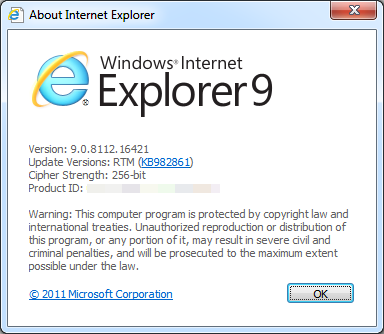 About Internet Explorer
Windows® Internet
Explorer 9
Version: 9.0.8112.16421
Update Versions: RTM (KB982861)
Cipher Strength: 256-bit
Product ID:
Warning: This computer program is protected by copyright law and
international treaties. Unauthorized reproduction or distribution of
this program, or any portion of it, may result in severe civil and
criminal penalties, and will be prosecuted to the maximum extent
possible under the law.
© 2011 Microsoft Corporation
OK